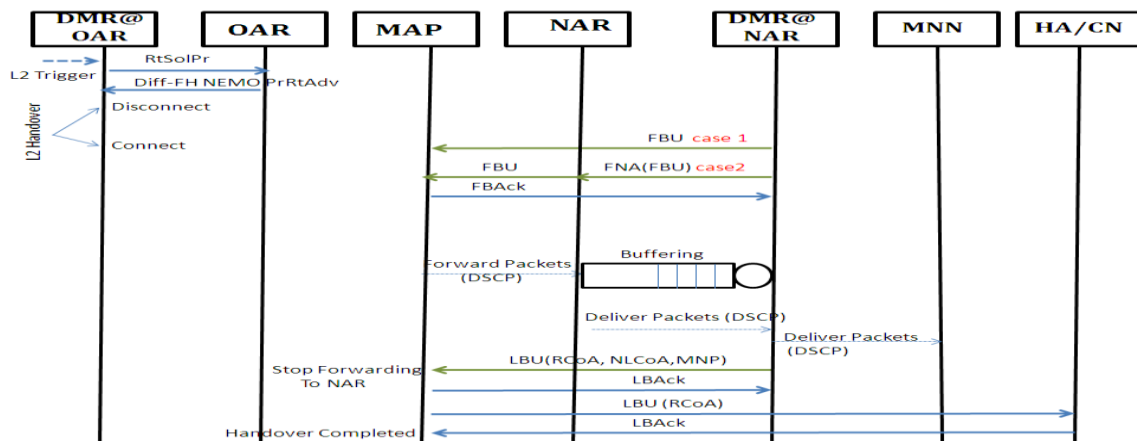 DMR@
OAR
OAR
MAP
NAR
DMR@
NAR
MNN
HA/CN
RtSolPr
L2 Trigger
Diff-FH NEMO PrRtAdv
Disconnect
L2 Handover
Connect
FBU case 1
FBU
FNA(FBU) case2
FBAck
Buffering
Forward Packets
(DSCP)
Deliver Packets (DSCP)
Deliver Packets
(DSCP)
LBU(RCoA, NLCoA,MNP)
Stop Forwarding
To NAR
LBAck
LBU (RCoA)
LBAck
Handover Completed